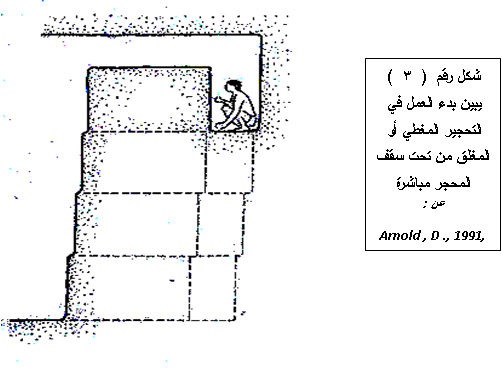 شكل رقم ( ٣ )
يبين بدء العمل في
التحجير المغطي أو
المغلق من تحت سقف
المحجر مباشرة
عن :
Arnold , D ., 1991,